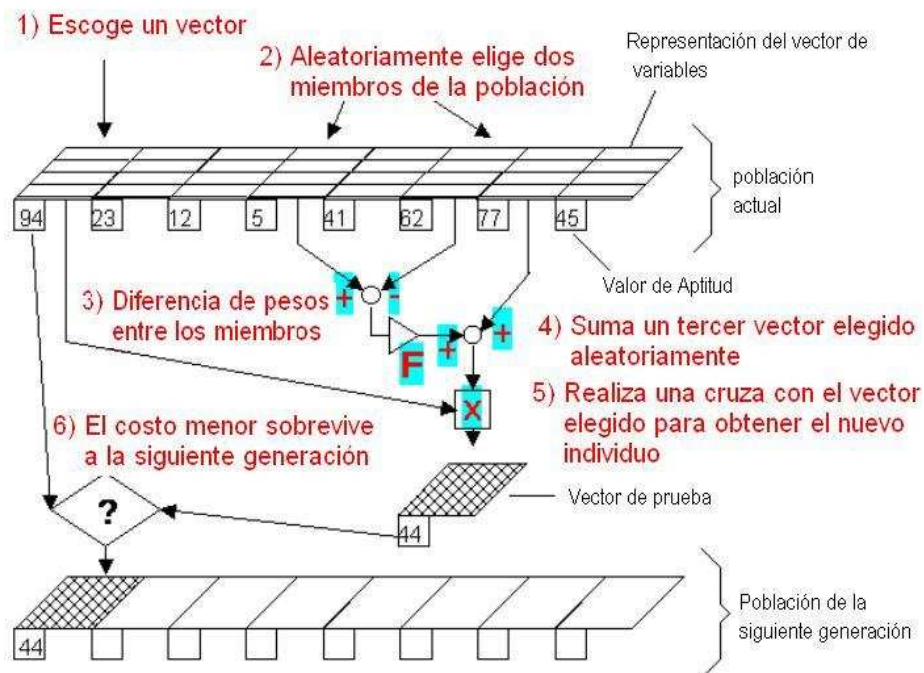 1) Escoge un vector
2) Aleatoriamente elige dos
miembros de la población
Representación del vector de
variables
población
actual
94 23 12 5 41 62 77 45
Valor de Aptitud
3) Diferencia de pesos
entre los miembros
+ -
F + +
4) Suma un tercer vector elegido
aleatoriamente
5) Realiza una cruza con el vector
elegido para obtener el nuevo
individuo
X
6) El costo menor sobrevive
a la siguiente generación
?
Vector de prueba
44
44
Población de la
siguiente generación